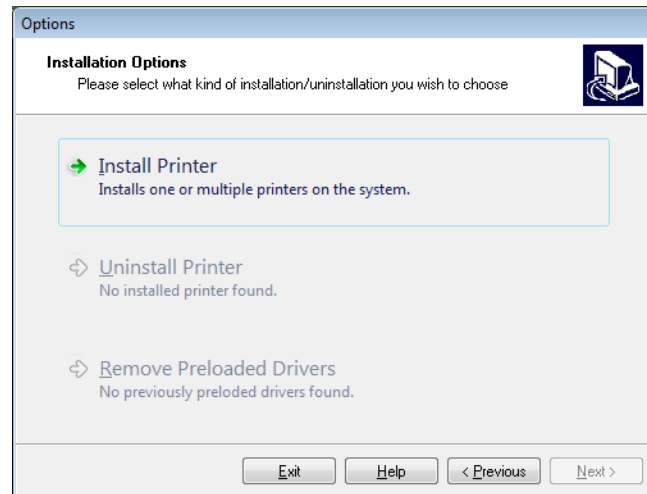 Options
Installation Options
Please select what kind of installation/uninstallation you wish to choose
Install Printer
Installs one or multiple printers on the system.
Uninstall Printer
No installed printer found.
Remove Preloaded Drivers
No previously preloded drivers found.
Exit Help < Previous Next >